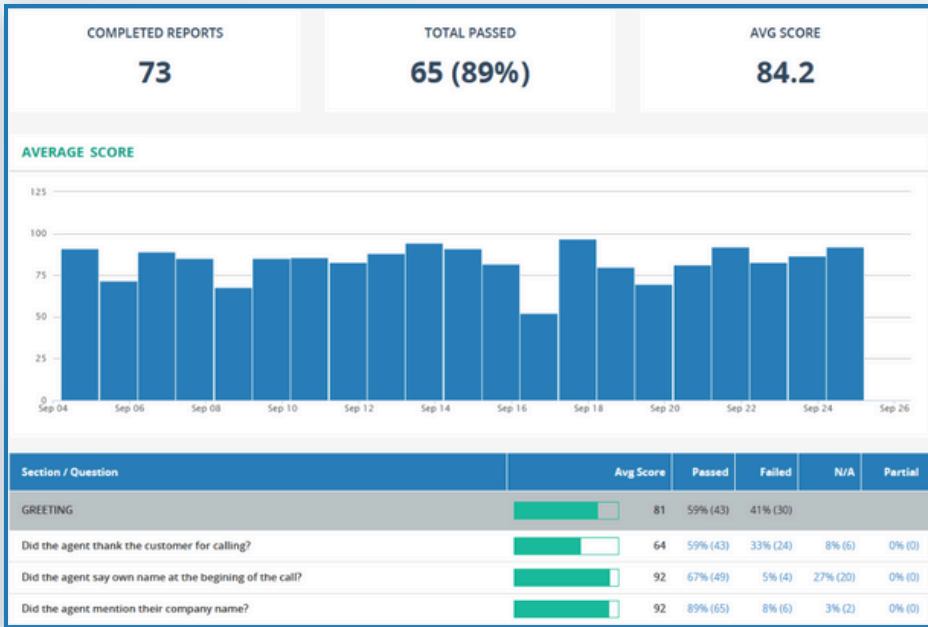 COMPLETED REPORTS
73
TOTAL PASSED
65 (89%)
AVG SCORE
84.2
AVERAGE SCORE
125
100
75
50
25
0
Sep 04 Sep 06 Sep 08 Sep 10 Sep 12 Sep 14 Sep 16 Sep 18 Sep 20 Sep 22 Sep 24 Sep 26
Section / Question Avg Score Passed Failed N/A Partial
GREETING 81 59% (43) 41% (30)
Did the agent thank the customer for calling? 64 59% (43) 33% (24) 8% (6) 0% (0)
Did the agent say own name at the begining of the call? 92 67% (49) 5% (4) 27% (20) 0% (0)
Did the agent mention their company name? 92 89% (65) 8% (6) 3% (2) 0% (0)